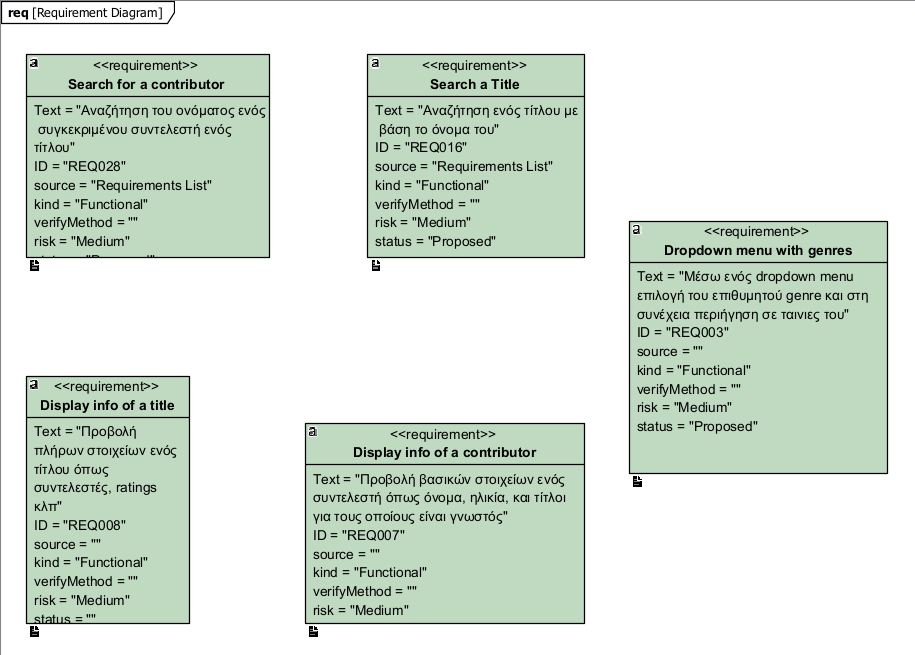 req [Requirement Diagram]
<<requirement>>
Search for a contributor
Text = "Αναζήτηση του ονόματος ενός
συγκεκριμένου συντελεστή ενός
τίτλου"
ID = "REQ028"
source = "Requirements List"
kind = "Functional"
verifyMethod = ""
risk = "Medium"
<<requirement>>
Search a Title
Text = "Αναζήτηση ενός τίτλου με
βάση το όνομα του"
ID = "REQ016"
source = "Requirements List"
kind = "Functional"
verifyMethod = ""
risk = "Medium"
status = "Proposed"
<<requirement>>
Dropdown menu with genres
Text = "Μέσω ενός dropdown menu
επιλογή του επιθυμητού genre και στη
συνέχεια περιήγηση σε ταινιες του"
ID = "REQ003"
source = ""
kind = "Functional"
verifyMethod = ""
risk = "Medium"
status = "Proposed"
<<requirement>>
Display info of a title
Text = "Προβολή
πλήρων στοιχείων ενός
τίτλου όπως
συντελεστές, ratings
κλπ"
ID = "REQ008"
source = ""
kind = "Functional"
verifyMethod = ""
risk = "Medium"
status = ""
<<requirement>>
Display info of a contributor
Text = "Προβολή βασικών στοιχείων ενός
συντελεστή όπως όνομα, ηλικία, και τίτλοι
για τους οποίους είναι γνωστός"
ID = "REQ007"
source = ""
kind = "Functional"
verifyMethod = ""
risk = "Medium"